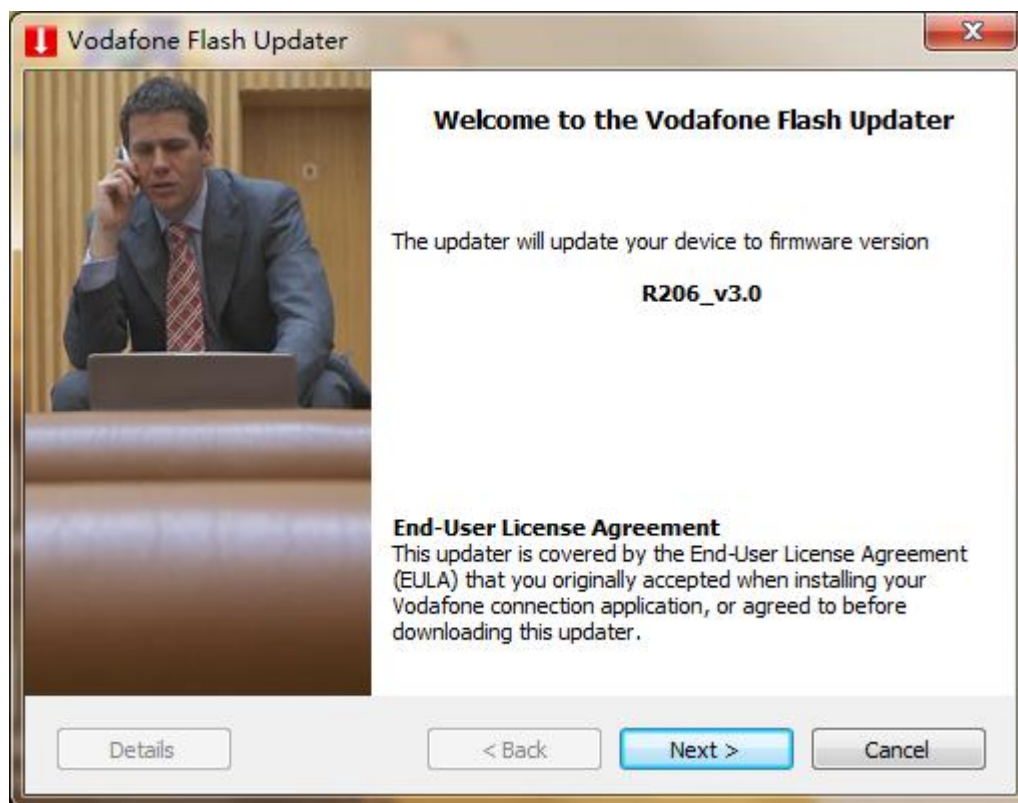 Vodafone Flash Updater
Welcome to the Vodafone Flash Updater
The updater will update your device to firmware version
R206_v3.0
End-User License Agreement
This updater is covered by the End-User License Agreement
(EULA) that you originally accepted when installing your
Vodafone connection application, or agreed to before
downloading this updater.
Details
< Back
Next >
Cancel